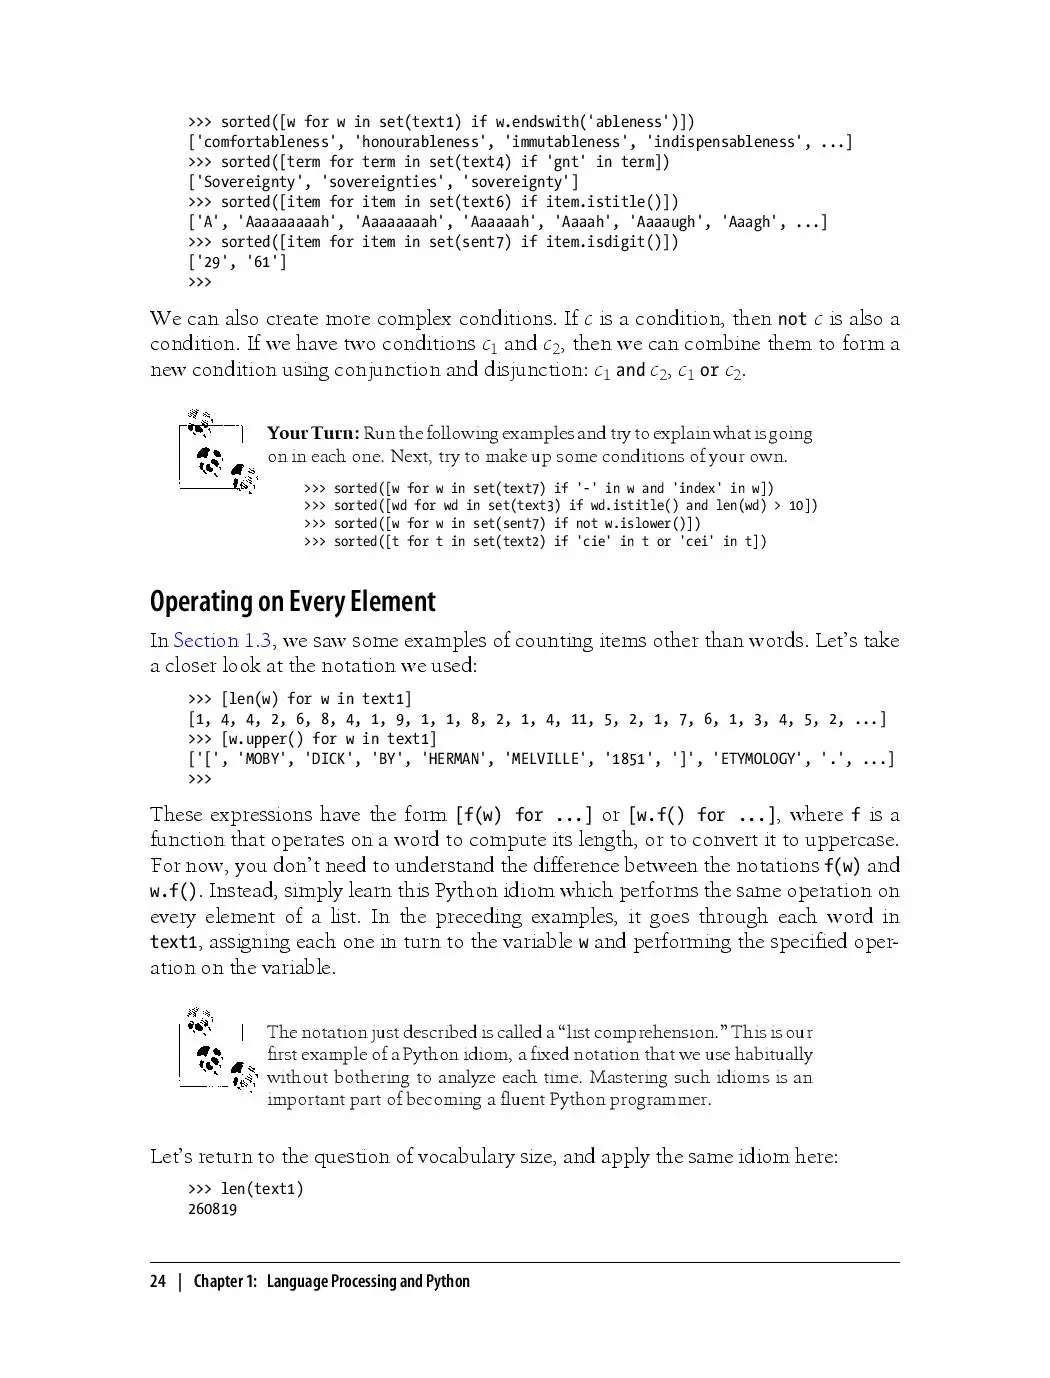 >>> sorted([w for w in set(text1) if w.endswith('ableness')])
['comfortableness', 'honourableness', 'immutableness', 'indispensableness', ...]
>>> sorted([term for term in set(text4) if 'gnt' in term])
['Sovereignty', 'sovereignties', 'sovereignty']
>>> sorted([item for item in set(text6) if item.istitle()])
['A', 'Aaaaaaaaah', 'Aaaaaaaah', 'Aaaaaah', 'Aaaah', 'Aaaaugh', 'Aaagh', ...]
>>> sorted([item for item in set(sent7) if item.isdigit()])
['29', '61']
>>>
We can also create more complex conditions. If c is a condition, then not c is also a
condition. If we have two conditions c1 and c2, then we can combine them to form a
new condition using conjunction and disjunction: c1 and c2, c1 or c2.
Your Turn: Run the following examples and try to explain what is going
on in each one. Next, try to make up some conditions of your own.
>>> sorted([w for w in set(text7) if '-' in w and 'index' in w])
>>> sorted([wd for wd in set(text3) if wd.istitle() and len(wd) > 10])
>>> sorted([w for w in set(sent7) if not w.islower()])
>>> sorted([t for t in set(text2) if 'cie' in t or 'cei' in t])
Operating on Every Element
In Section 1.3, we saw some examples of counting items other than words. Let's take
a closer look at the notation we used:
>>> [len(w) for w in text1]
[1, 4, 4, 2, 6, 8, 4, 1, 9, 1, 1, 8, 2, 1, 4, 11, 5, 2, 1, 7, 6, 1, 3, 4, 5, 2, ...]
>>> [w.upper() for w in text1]
['[', 'MOBY', 'DICK', 'BY', 'HERMAN', 'MELVILLE', '1851', ']', 'ETYMOLOGY', '.', ...]
>>>
These expressions have the form [f(w) for ...] or [w.f() for ...], where f is a
function that operates on a word to compute its length, or to convert it to uppercase.
For now, you don't need to understand the difference between the notations f(w) and
w.f(). Instead, simply learn this Python idiom which performs the same operation on
every element of a list. In the preceding examples, it goes through each word in
text1, assigning each one in turn to the variable w and performing the specified oper-
ation on the variable.
The notation just described is called a “list comprehension.” This is our
first example of a Python idiom, a fixed notation that we use habitually
without bothering to analyze each time. Mastering such idioms is an
important part of becoming a fluent Python programmer.
Let's return to the question of vocabulary size, and apply the same idiom here:
>>> len(text1)
260819
24 | Chapter 1: Language Processing and Python